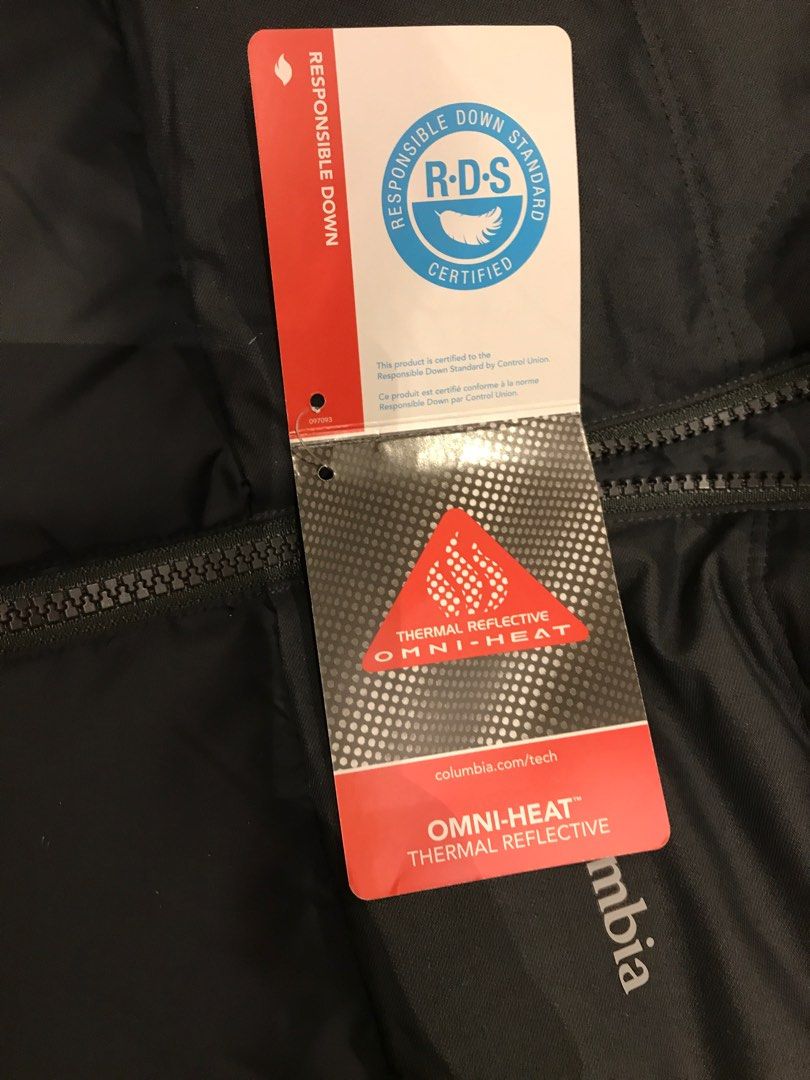 RESPONSIBLE DOWN
RESPONSIBLE DOWN STANDARD
R·D·S
CERTIFIED
This product is certified to the
Responsible Down Standard by Control Union.
Ce produit est certifié conforme à la norme
Responsible Down par Control Union.
097093
THERMAL REFLECTIVE
OMNI-HEAT
columbia.com/tech
OMNI-HEAT™
THERMAL REFLECTIVE
mbia